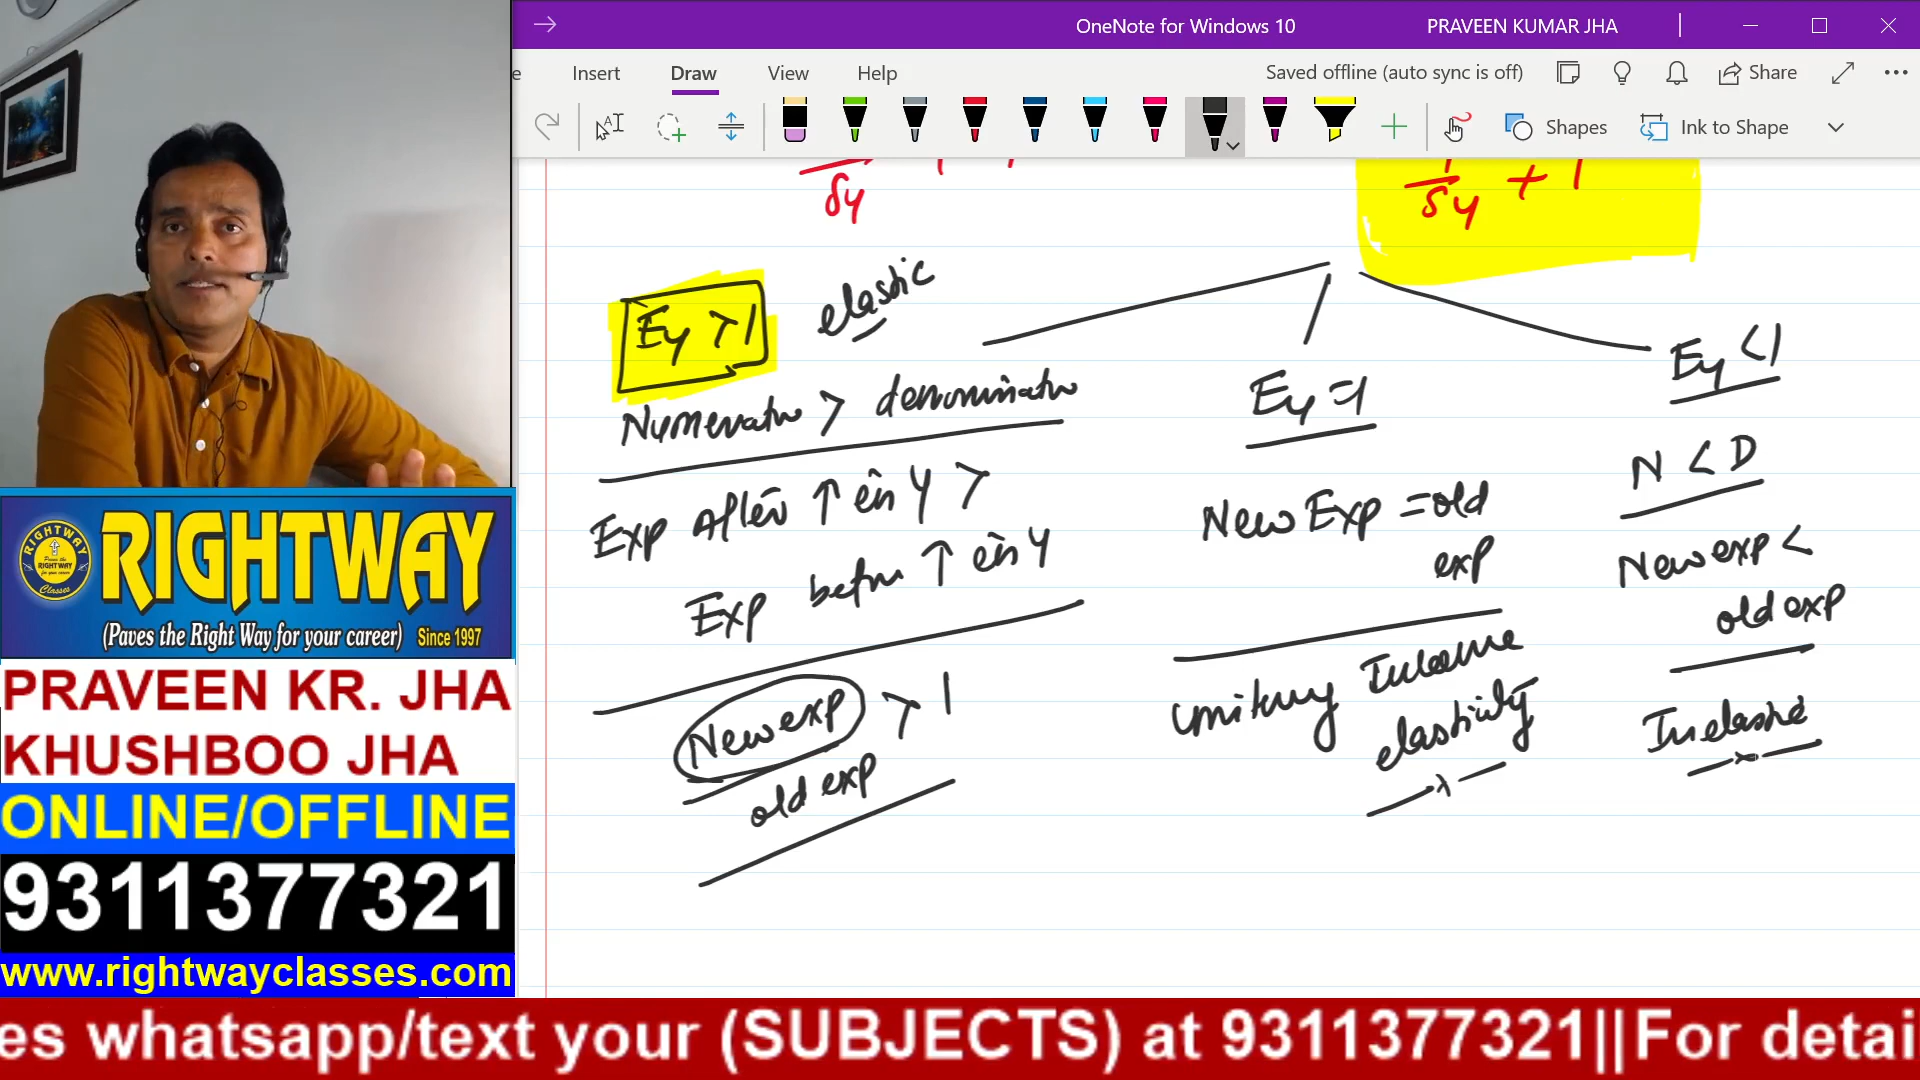 OneNote for Windows 10
PRAVEEN KUMAR JHA
Insert Draw View Help
Saved offline (auto sync is off)
Share
Shapes
Ink to Shape
δy
δy + 1
Ey > 1
elastic
Numerator > denominator
Exp After ↑ in Y >
Exp before ↑ in Y
New exp > 1
old exp
Ey = 1
New Exp = old
exp
unitary Income
elasticity
Ey < 1
N < D
New exp <
old exp
Inelastic
RIGHTWAY
Classes
RIGHTWAY
(Paves the Right Way for your career) Since 1997
PRAVEEN KR. JHA
KHUSHBOO JHA
ONLINE/OFFLINE
9311377321
www.rightwayclasses.com
es whatsapp/text your (SUBJECTS) at 9311377321||For detai